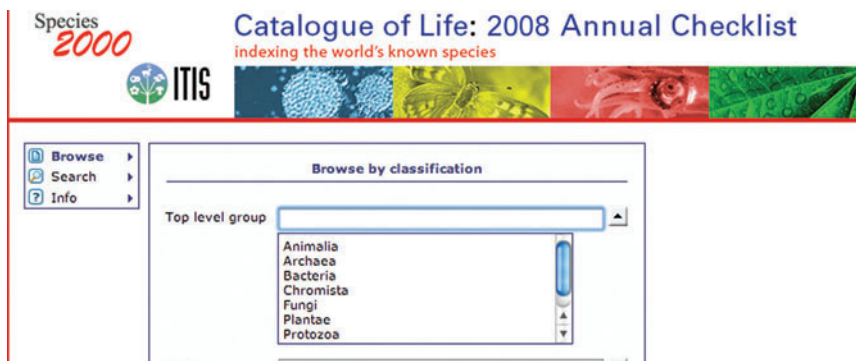 Species
2000
ITIS
Catalogue of Life: 2008 Annual Checklist
indexing the world's known species
Browse
Search
? Info
Browse by classification
Top level group
Animalia
Archaea
Bacteria
Chromista
Fungi
Plantae
Protozoa